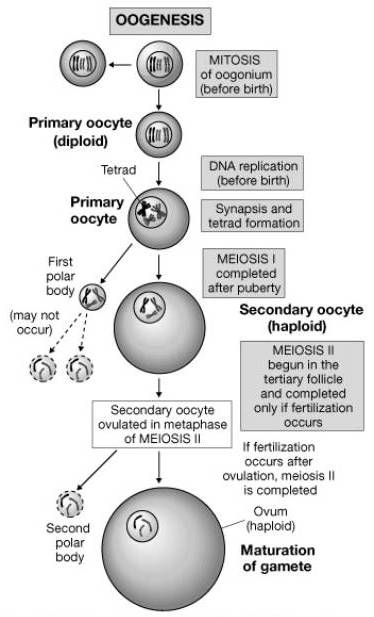 OOGENESIS
MITOSIS
of oogonium
(before birth)
Primary oocyte
(diploid)
DNA replication
(before birth)
Tetrad
Primary
oocyte
Synapsis and
tetrad formation
MEIOSIS I
completed
after puberty
First
polar
body
(may not
occur)
Secondary oocyte
(haploid)
MEIOSIS II
begun in the
tertiary follicle
and completed
only if fertilization
occurs
Secondary oocyte
ovulated in metaphase
of MEIOSIS II
If fertilization
occurs after
ovulation, meiosis II
is completed
Second
polar
body
Ovum
(haploid)
Maturation
of gamete